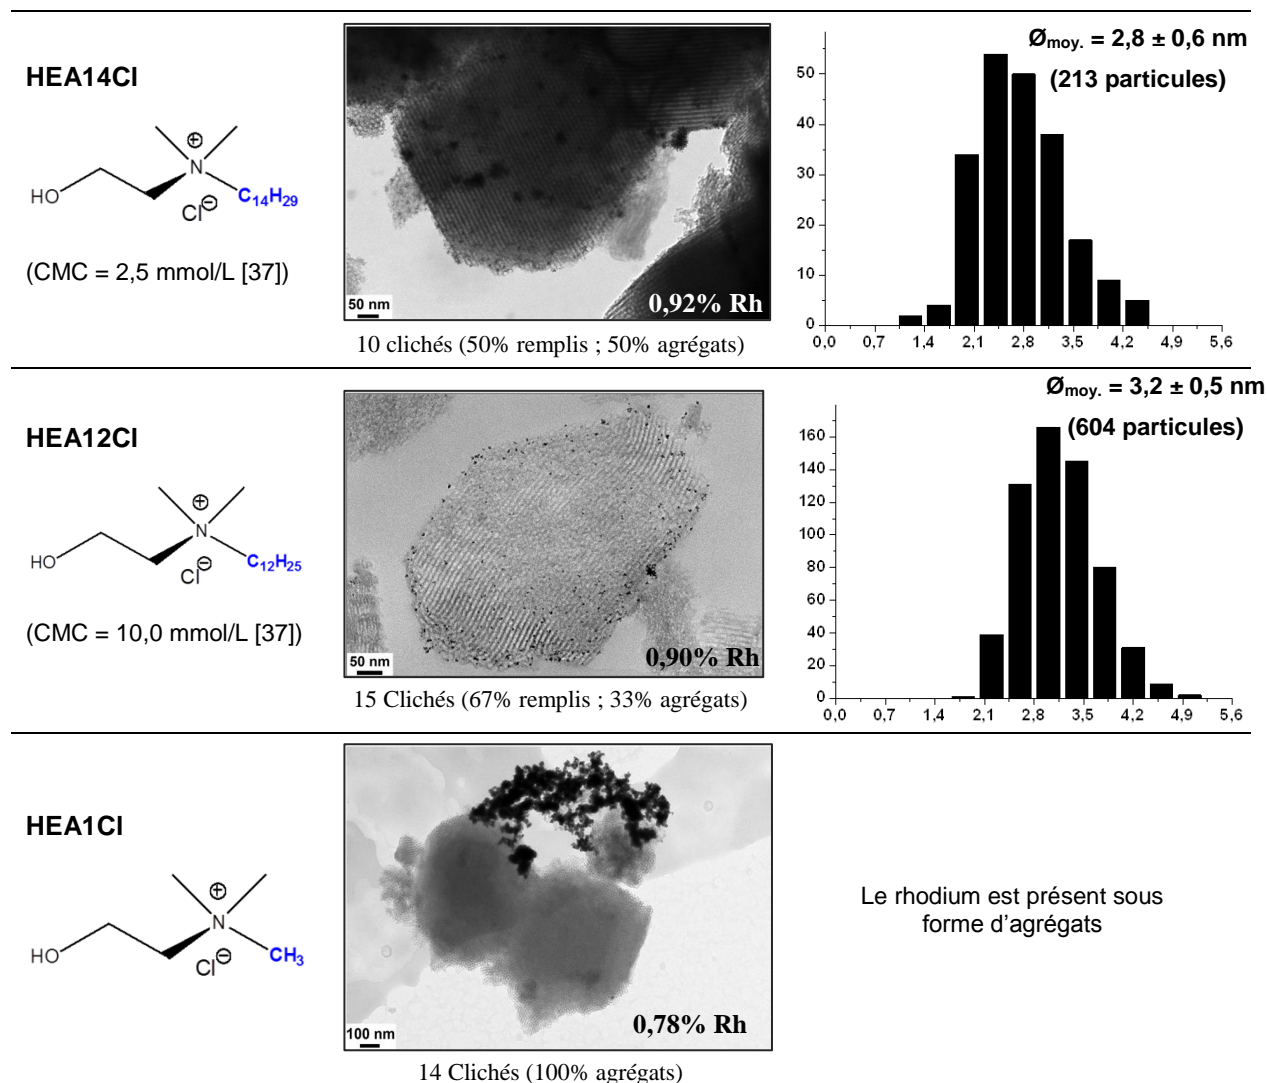 HEA14Cl
HO
N
⊕
Cl⊖
C14H29
(CMC = 2,5 mmol/L [37])
50 nm
0,92% Rh
10 clichés (50% remplis ; 50% agrégats)
Ømoy. = 2,8 ± 0,6 nm
(213 particules)
50
40
30
20
10
0
0,0 0,7 1,4 2,1 2,8 3,5 4,2 4,9 5,6
HEA12Cl
HO
N
⊕
Cl⊖
C12H25
(CMC = 10,0 mmol/L [37])
50 nm
0,90% Rh
15 Clichés (67% remplis ; 33% agrégats)
Ømoy. = 3,2 ± 0,5 nm
(604 particules)
160
140
120
100
80
60
40
20
0
0,0 0,7 1,4 2,1 2,8 3,5 4,2 4,9 5,6
HEA1Cl
HO
N
⊕
Cl⊖
CH3
100 nm
0,78% Rh
14 Clichés (100% agrégats)
Le rhodium est présent sous
forme d'agrégats